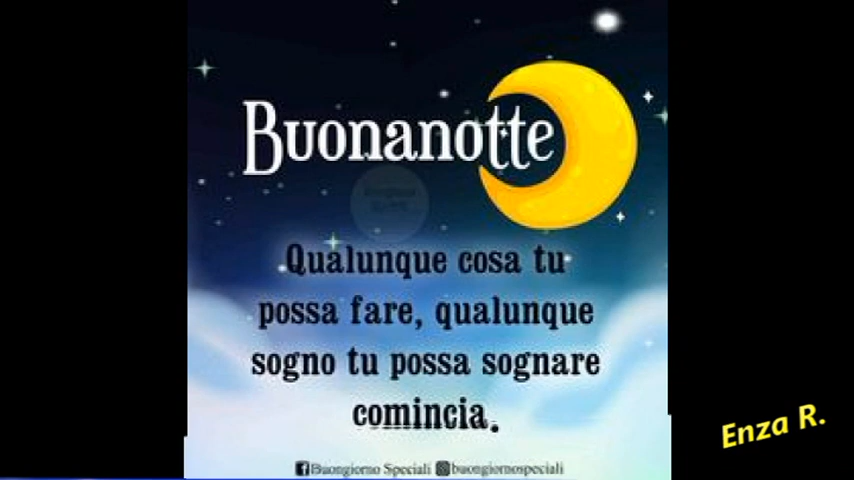 Buonanotte
Qualunque cosa tu
possa fare, qualunque
sogno tu possa sognare
comincia.
Buongiorno Speciali buongiornospeciali
Enza R.